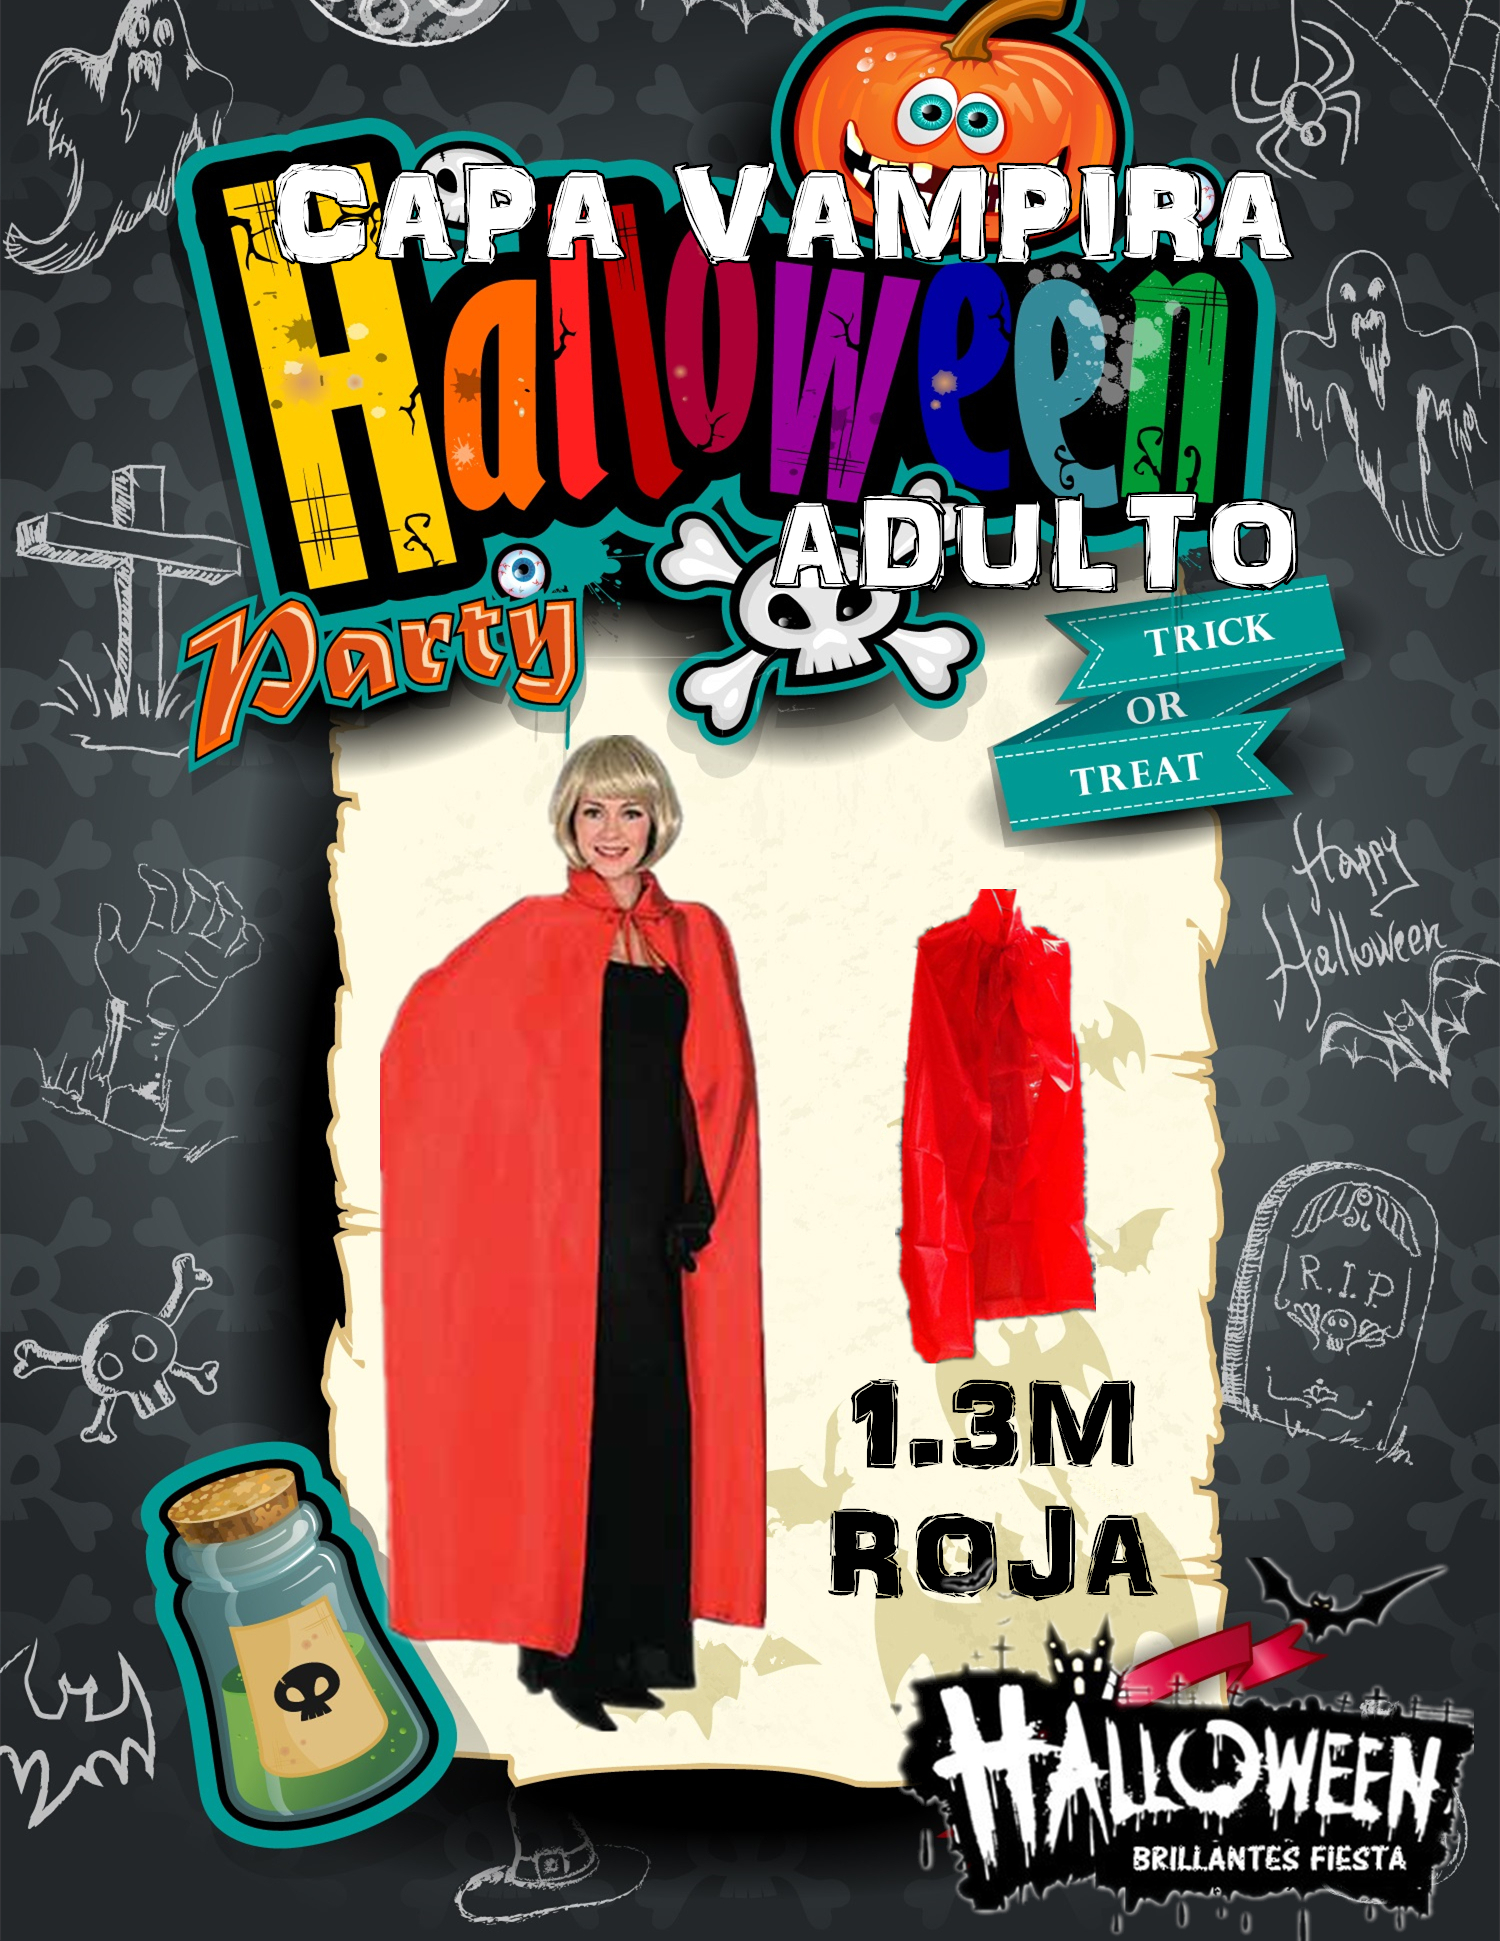 CAPA VAMPIRA
Halloween
ADULTO
Party
TRICK
OR
TREAT
Happy
Halloween
R.I.P.
1.3M
ROJA
HALLOWEEN
BRILLANTES FIESTA